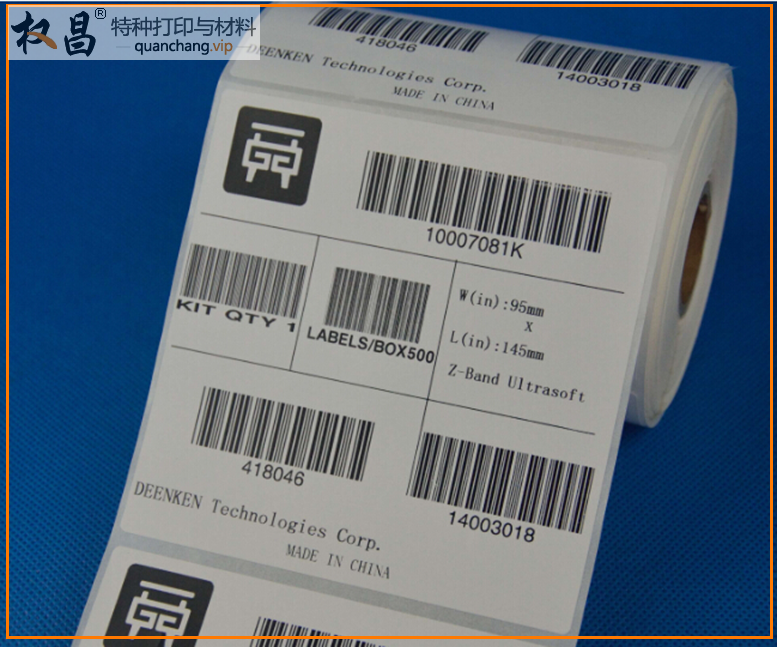 权昌®
特种打印与材料
quanchang.vip
418046
14003018
DEENKEN Technologies Corp.
MADE IN CHINA
10007081K
KIT QTY 1
LABELS/BOX500
W(in):95mm
X
L(in):145mm
Z-Band Ultrasoft
418046
14003018
DEENKEN Technologies Corp.
MADE IN CHINA